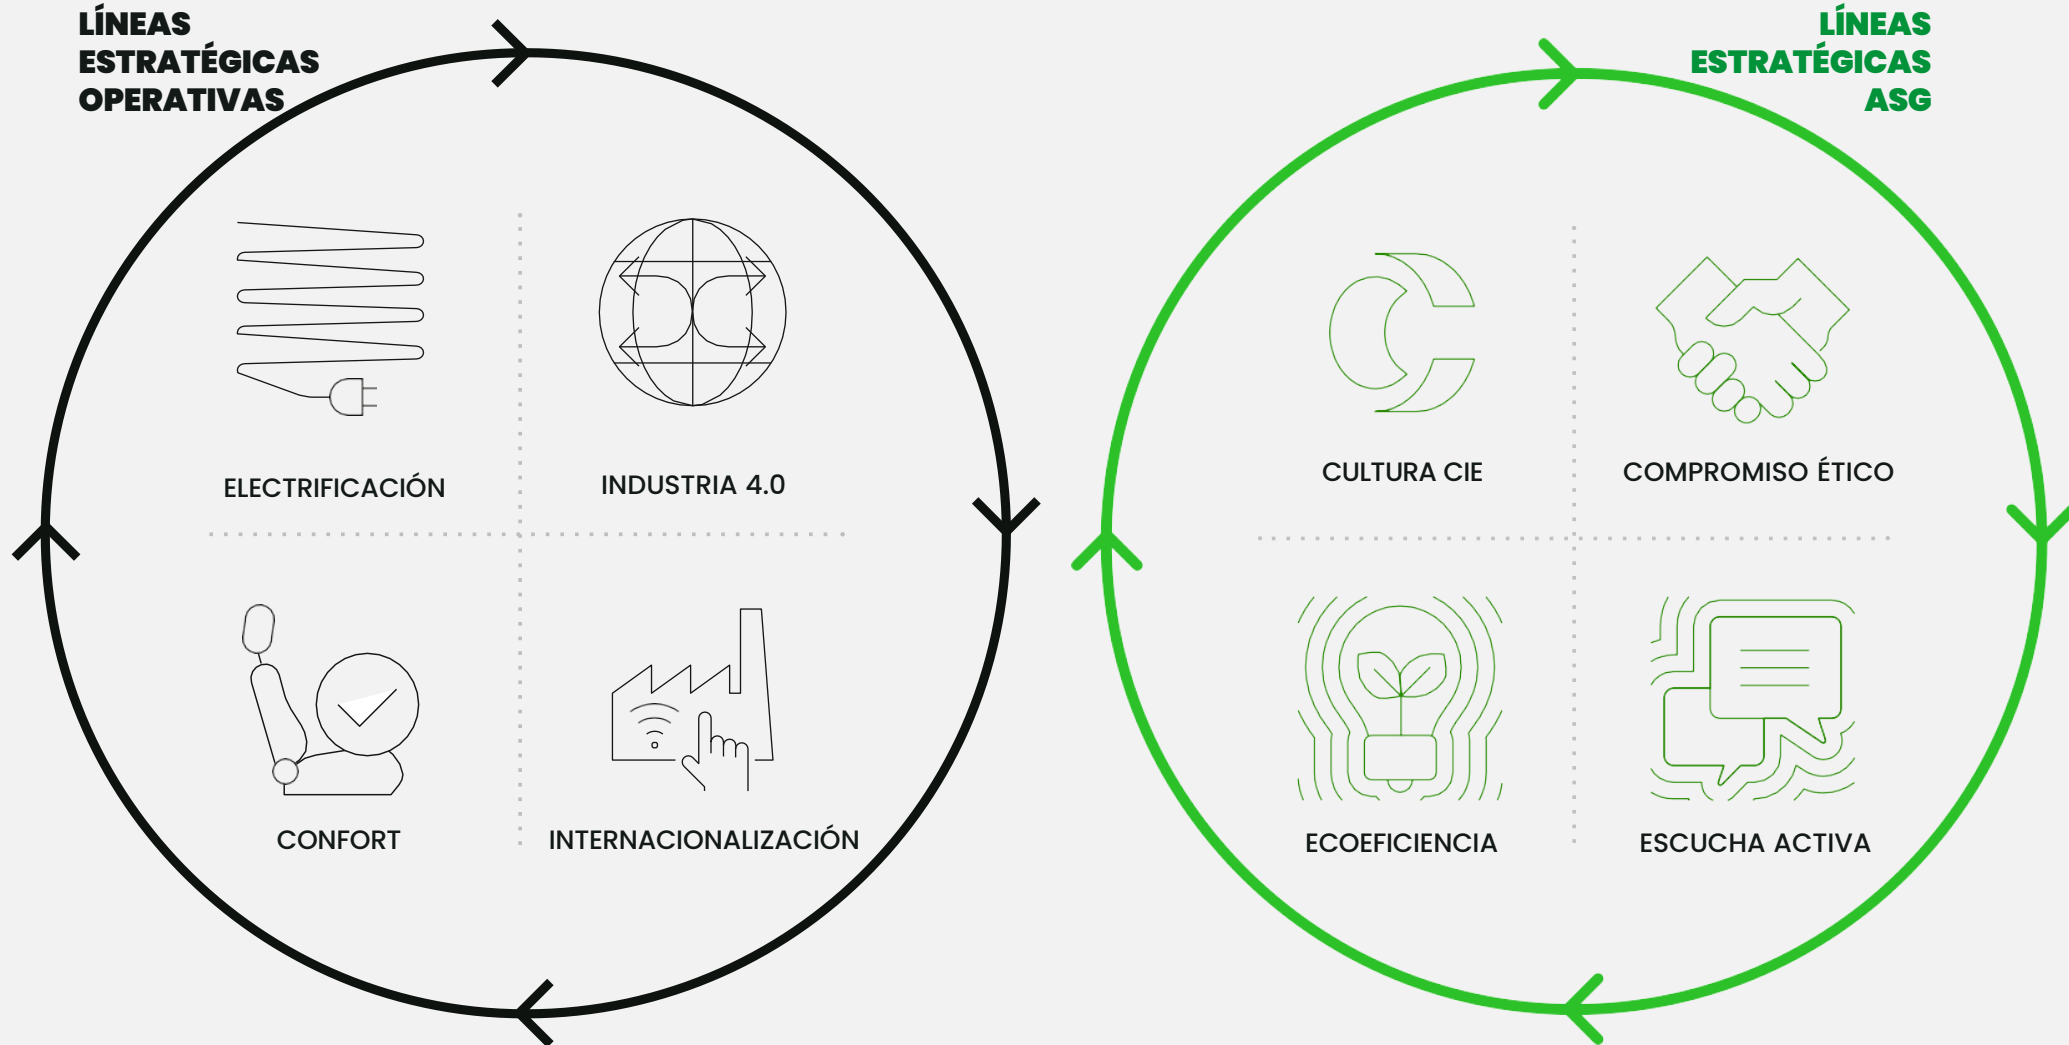 LÍNEAS
ESTRATÉGICAS
OPERATIVAS
ELECTRIFICACIÓN
INDUSTRIA 4.0
CONFORT
INTERNACIONALIZACIÓN
LÍNEAS
ESTRATÉGICAS
ASG
CULTURA CIE
COMPROMISO ÉTICO
ECOEFICIENCIA
ESCUCHA ACTIVA